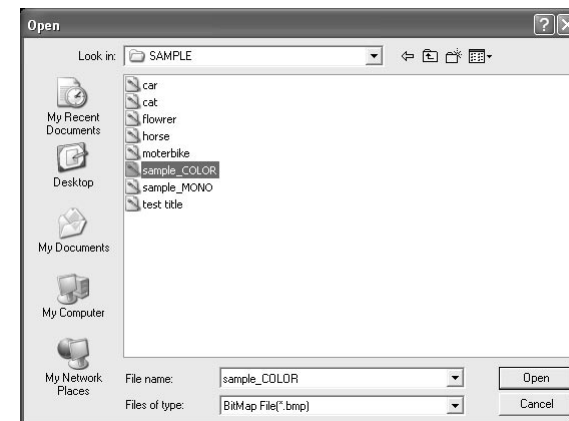 Open
Look in: SAMPLE
My Recent
Documents
Desktop
My Documents
My Computer
My Network
Places
car
cat
flowrer
horse
moterbike
sample_COLOR
sample_MONO
test title
File name: sample_COLOR Open
Files of type: BitMap File(*.bmp) Cancel